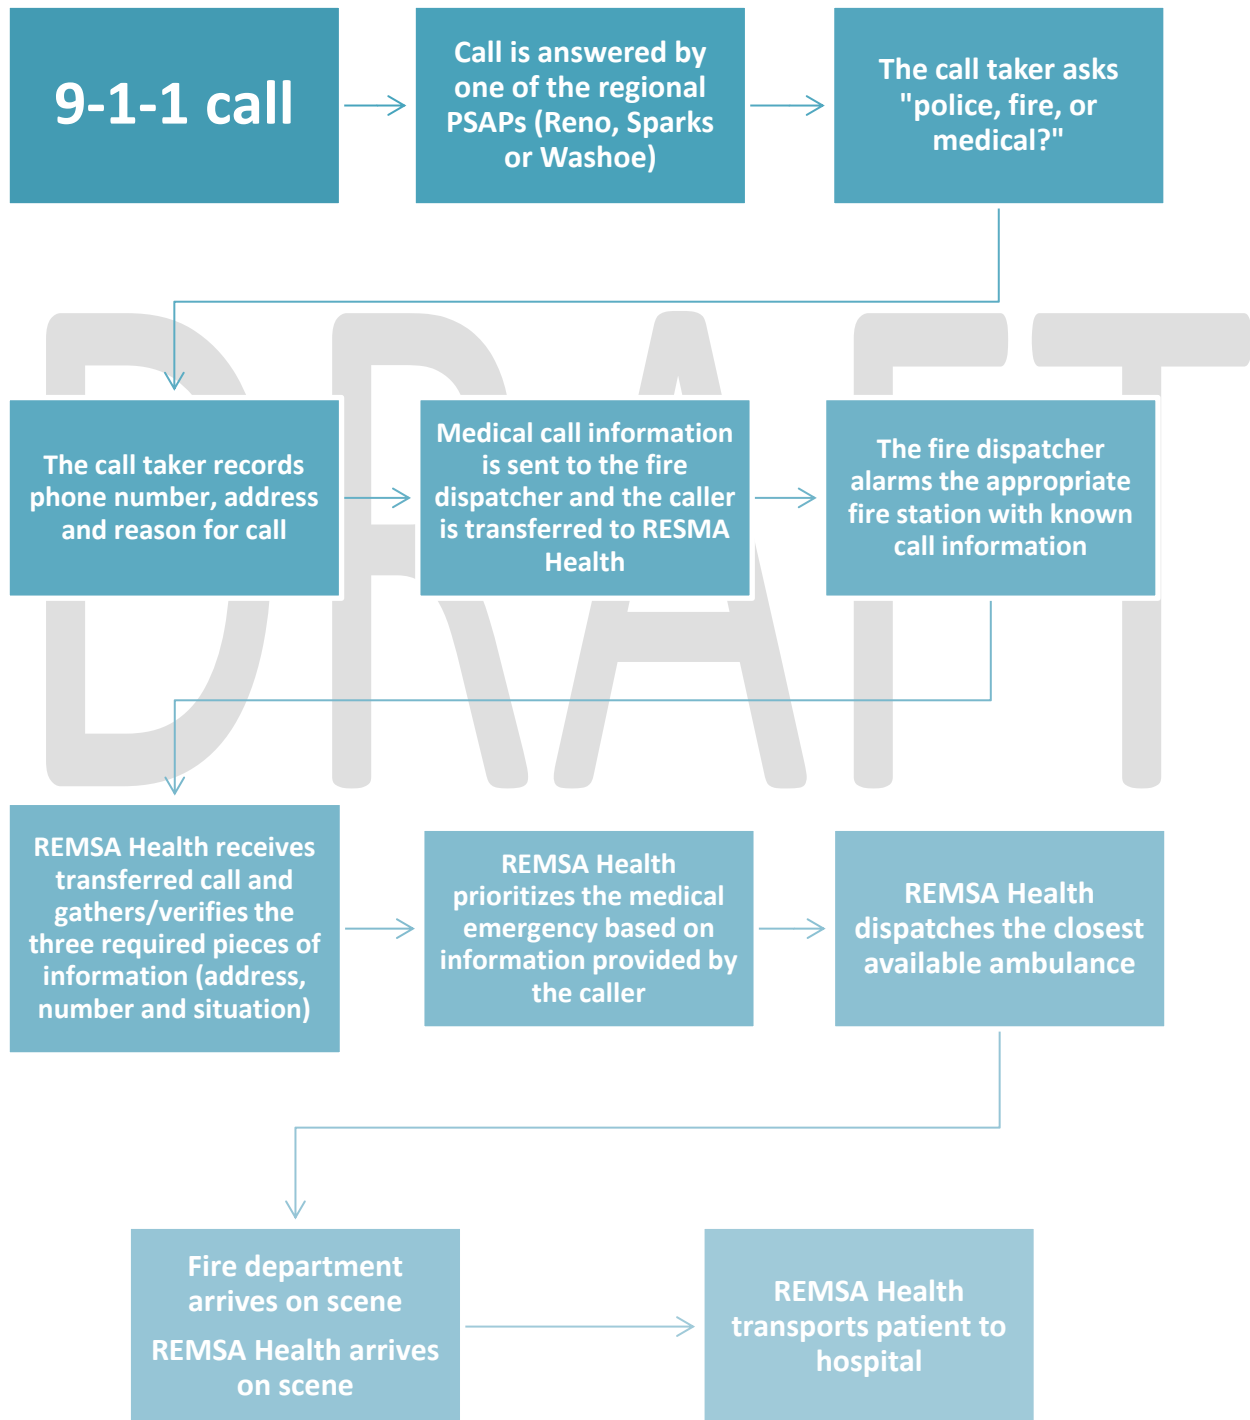 9-1-1 call
Call is answered by
one of the regional
PSAPs (Reno, Sparks
or Washoe)
The call taker asks
"police, fire, or
medical?"
DRAFT
The call taker records
phone number, address
and reason for call
Medical call information
is sent to the fire
dispatcher and the caller
is transferred to RESMA
Health
The fire dispatcher
alarms the appropriate
fire station with known
call information
REMSA Health receives
transferred call and
gathers/verifies the
three required pieces of
information (address,
number and situation)
REMSA Health
prioritizes the medical
emergency based on
information provided by
the caller
REMSA Health
dispatches the closest
available ambulance
Fire department
arrives on scene
REMSA Health arrives
on scene
REMSA Health
transports patient to
hospital